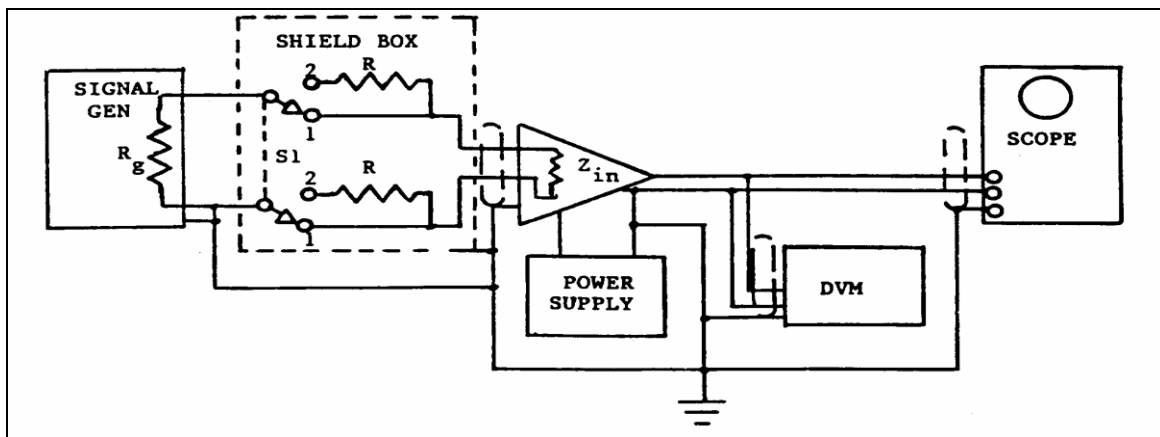 SHIELD BOX
SIGNAL
GEN
R
g
2
R
1
S1
2
R
1
Z
in
POWER
SUPPLY
DVM
SCOPE